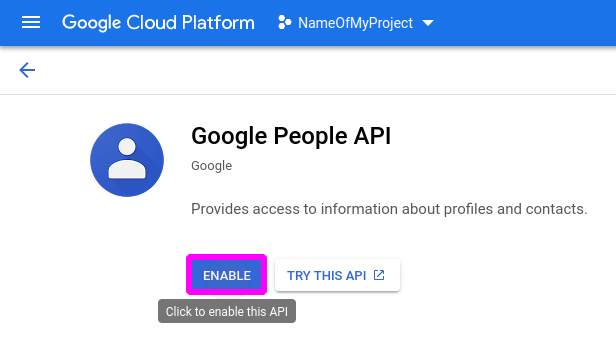 Google Cloud Platform NameOfMyProject
Google People API
Google
Provides access to information about profiles and contacts.
ENABLE TRY THIS API
Click to enable this API